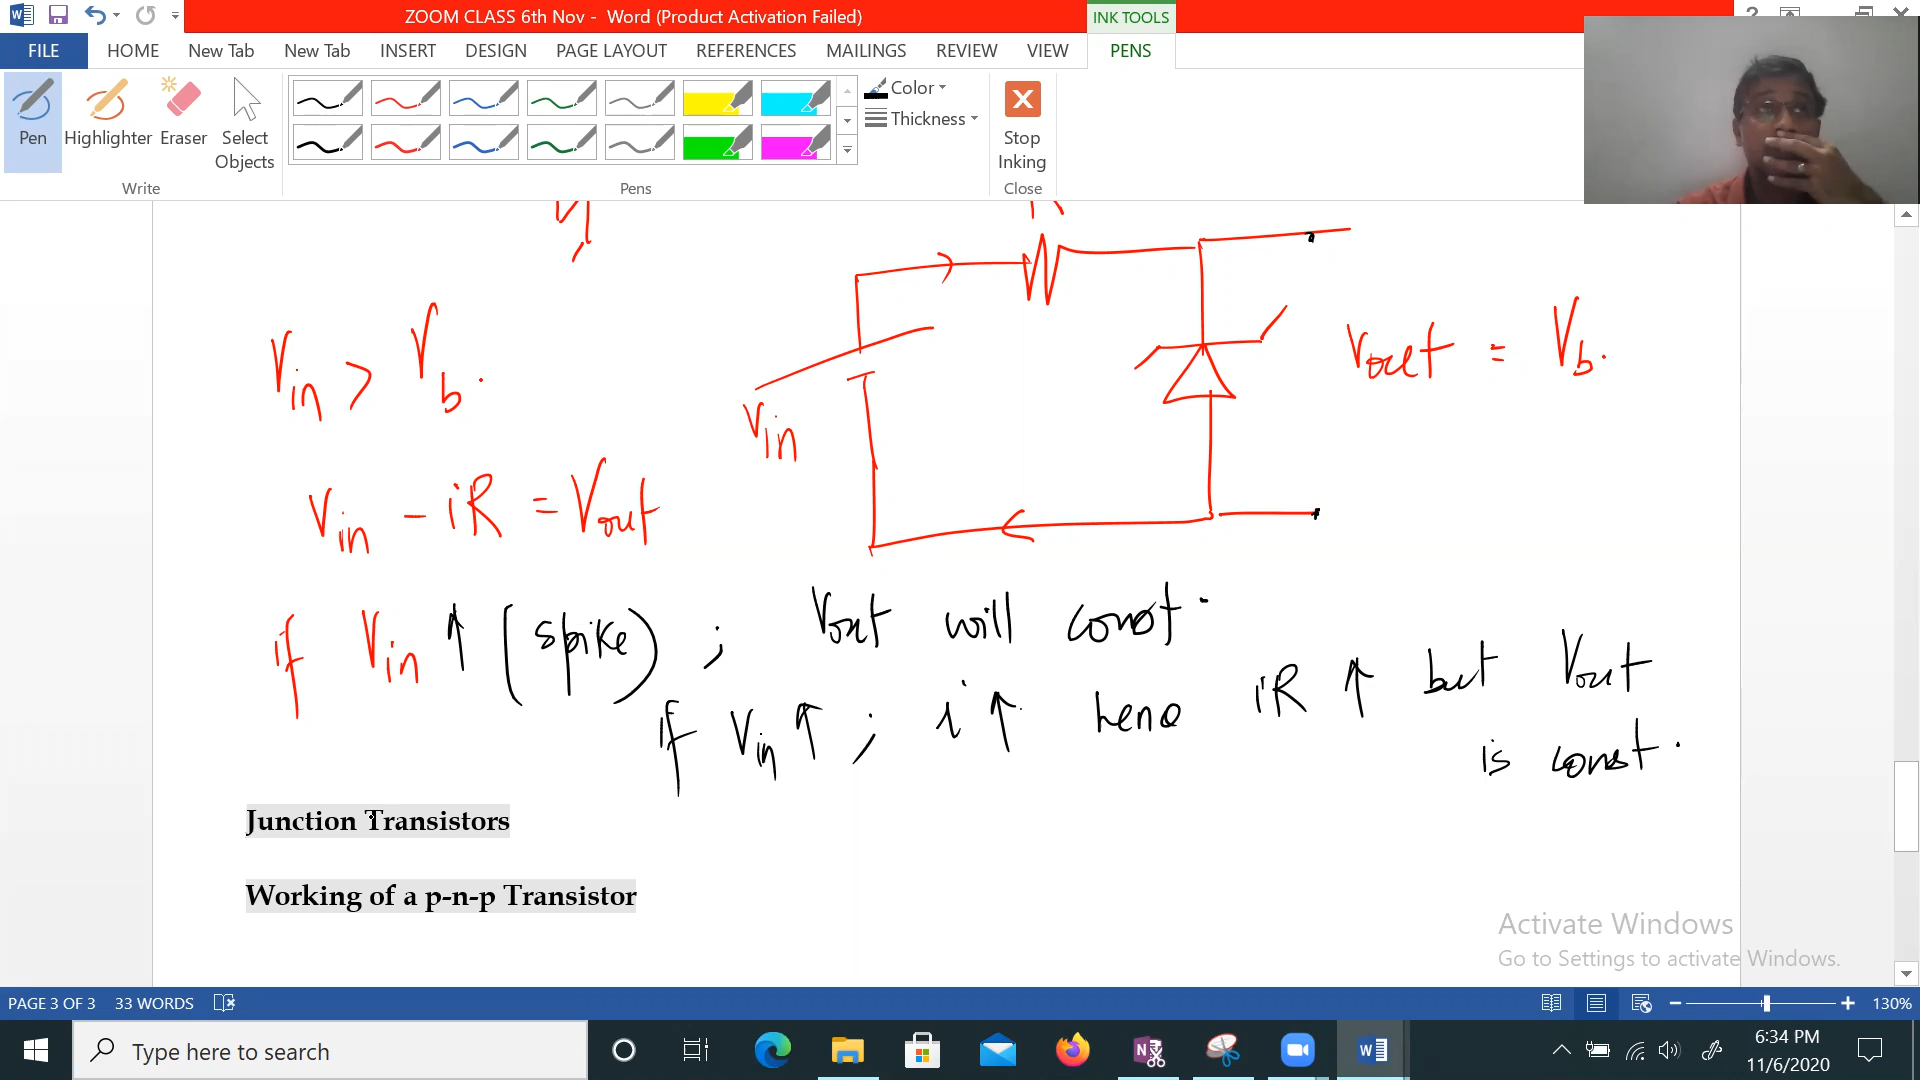 ZOOM CLASS 6th Nov - Word (Product Activation Failed)
INK TOOLS
FILE HOME New Tab New Tab INSERT DESIGN PAGE LAYOUT REFERENCES MAILINGS REVIEW VIEW PENS
Pen Highlighter Eraser Select Objects
Color
Thickness
Stop Inking
Write Pens Close
R
Vin > Vb.
Vin
Vout = Vb.
Vin - iR = Vout
if Vin ↑ (spike) ; Vout will const.
if Vin ↑ ; i ↑ hence iR ↑ but Vout
is const.
Junction Transistors
Working of a p-n-p Transistor
Activate Windows
Go to Settings to activate Windows.
PAGE 3 OF 3 33 WORDS 130%
Type here to search
6:34 PM
11/6/2020